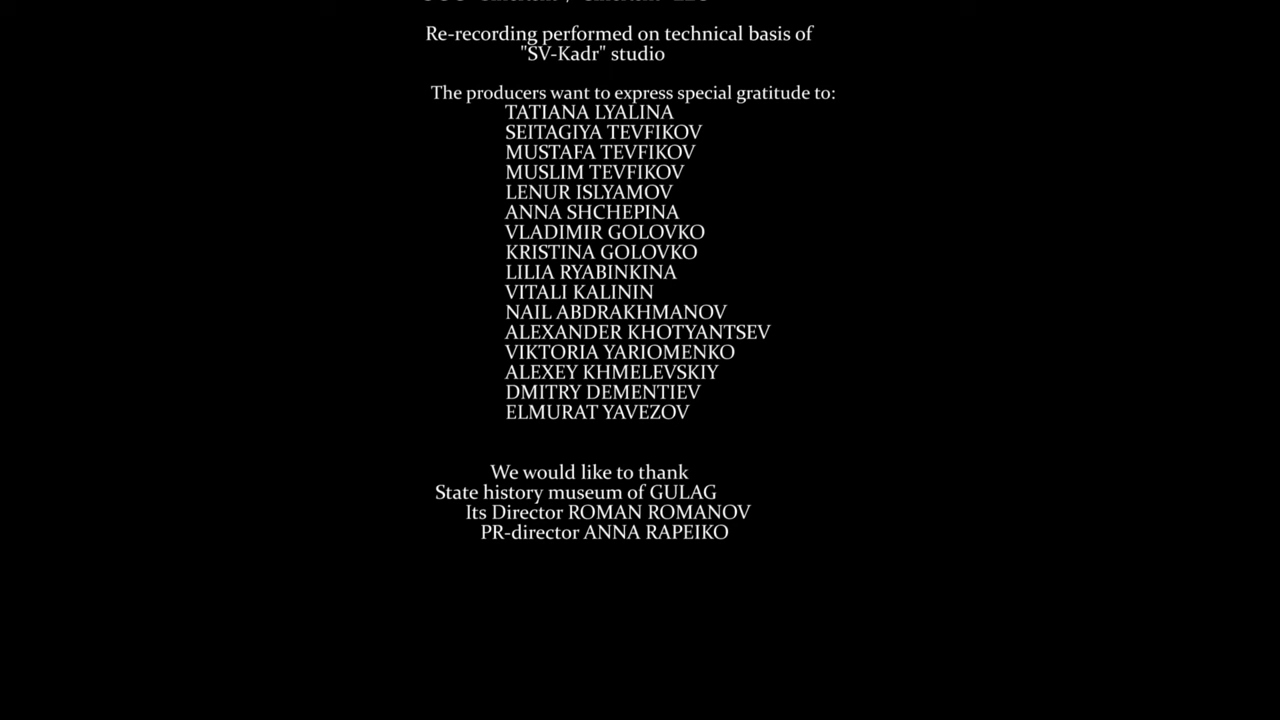 Re-recording performed on technical basis of
"SV-Kadr" studio
The producers want to express special gratitude to:
TATIANA LYALINA
SEITAGIYA TEVFIKOV
MUSTAFA TEVFIKOV
MUSLIM TEVFIKOV
LENUR ISLYAMOV
ANNA SHCHEPINA
VLADIMIR GOLOVKO
KRISTINA GOLOVKO
LILIA RYABINKINA
VITALI KALININ
NAIL ABDRAKHMANOV
ALEXANDER KHOTYANTSEV
VIKTORIA YARIOMENKO
ALEXEY KHMELEVSKIY
DMITRY DEMENTIEV
ELMURAT YAVEZOV
We would like to thank
State history museum of GULAG
Its Director ROMAN ROMANOV
PR-director ANNA RAPEIKO